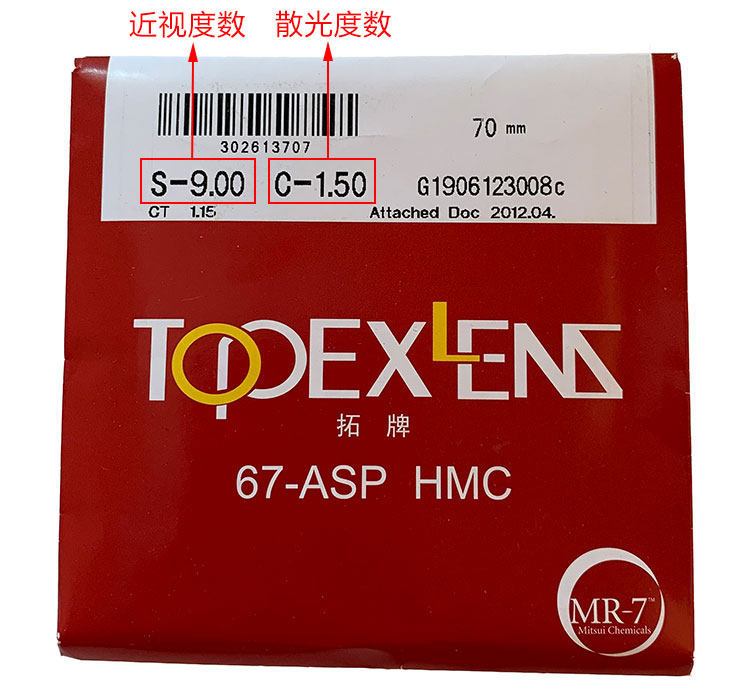 近视度数 散光度数
70 mm
302613707
S-9.00 C-1.50 G1906123008c
CT 1.15 Attached Doc 2012.04.
TOPOEXLENS
拓牌
67-ASP HMC
MR-7™
Mitsui Chemicals